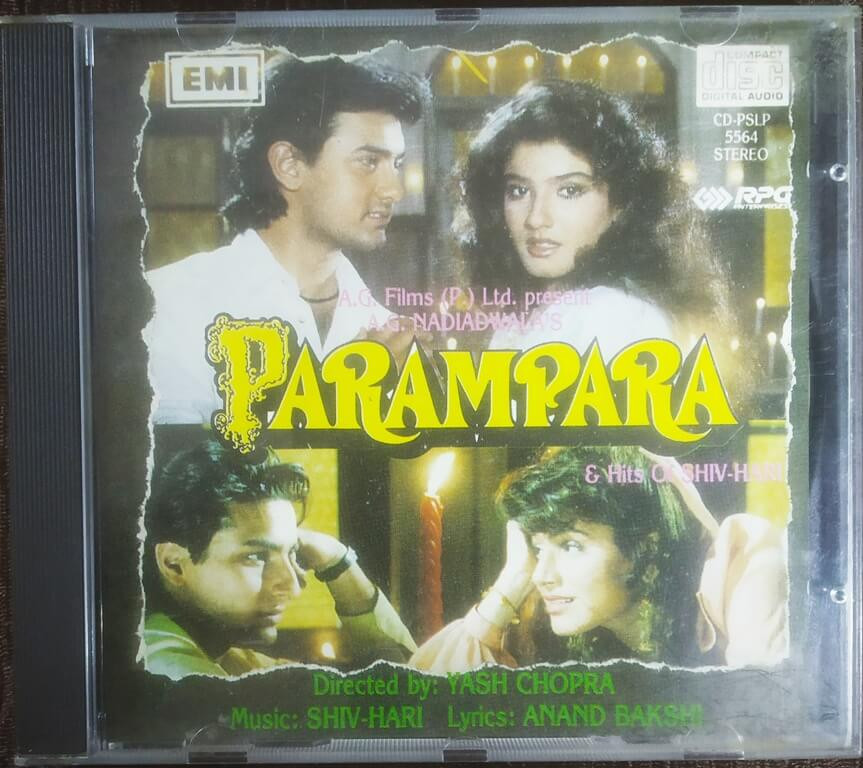 EMI
COMPACT
disc
DIGITAL AUDIO
CD-PSLP
5564
STEREO
RPG
ENTERPRISES
A.G. Films (P.) Ltd. present
A.G. NADIADWALA'S
PARAMPARA
& Hits Of SHIV-HARI
Directed by: YASH CHOPRA
Music: SHIV-HARI Lyrics: ANAND BAKSHI